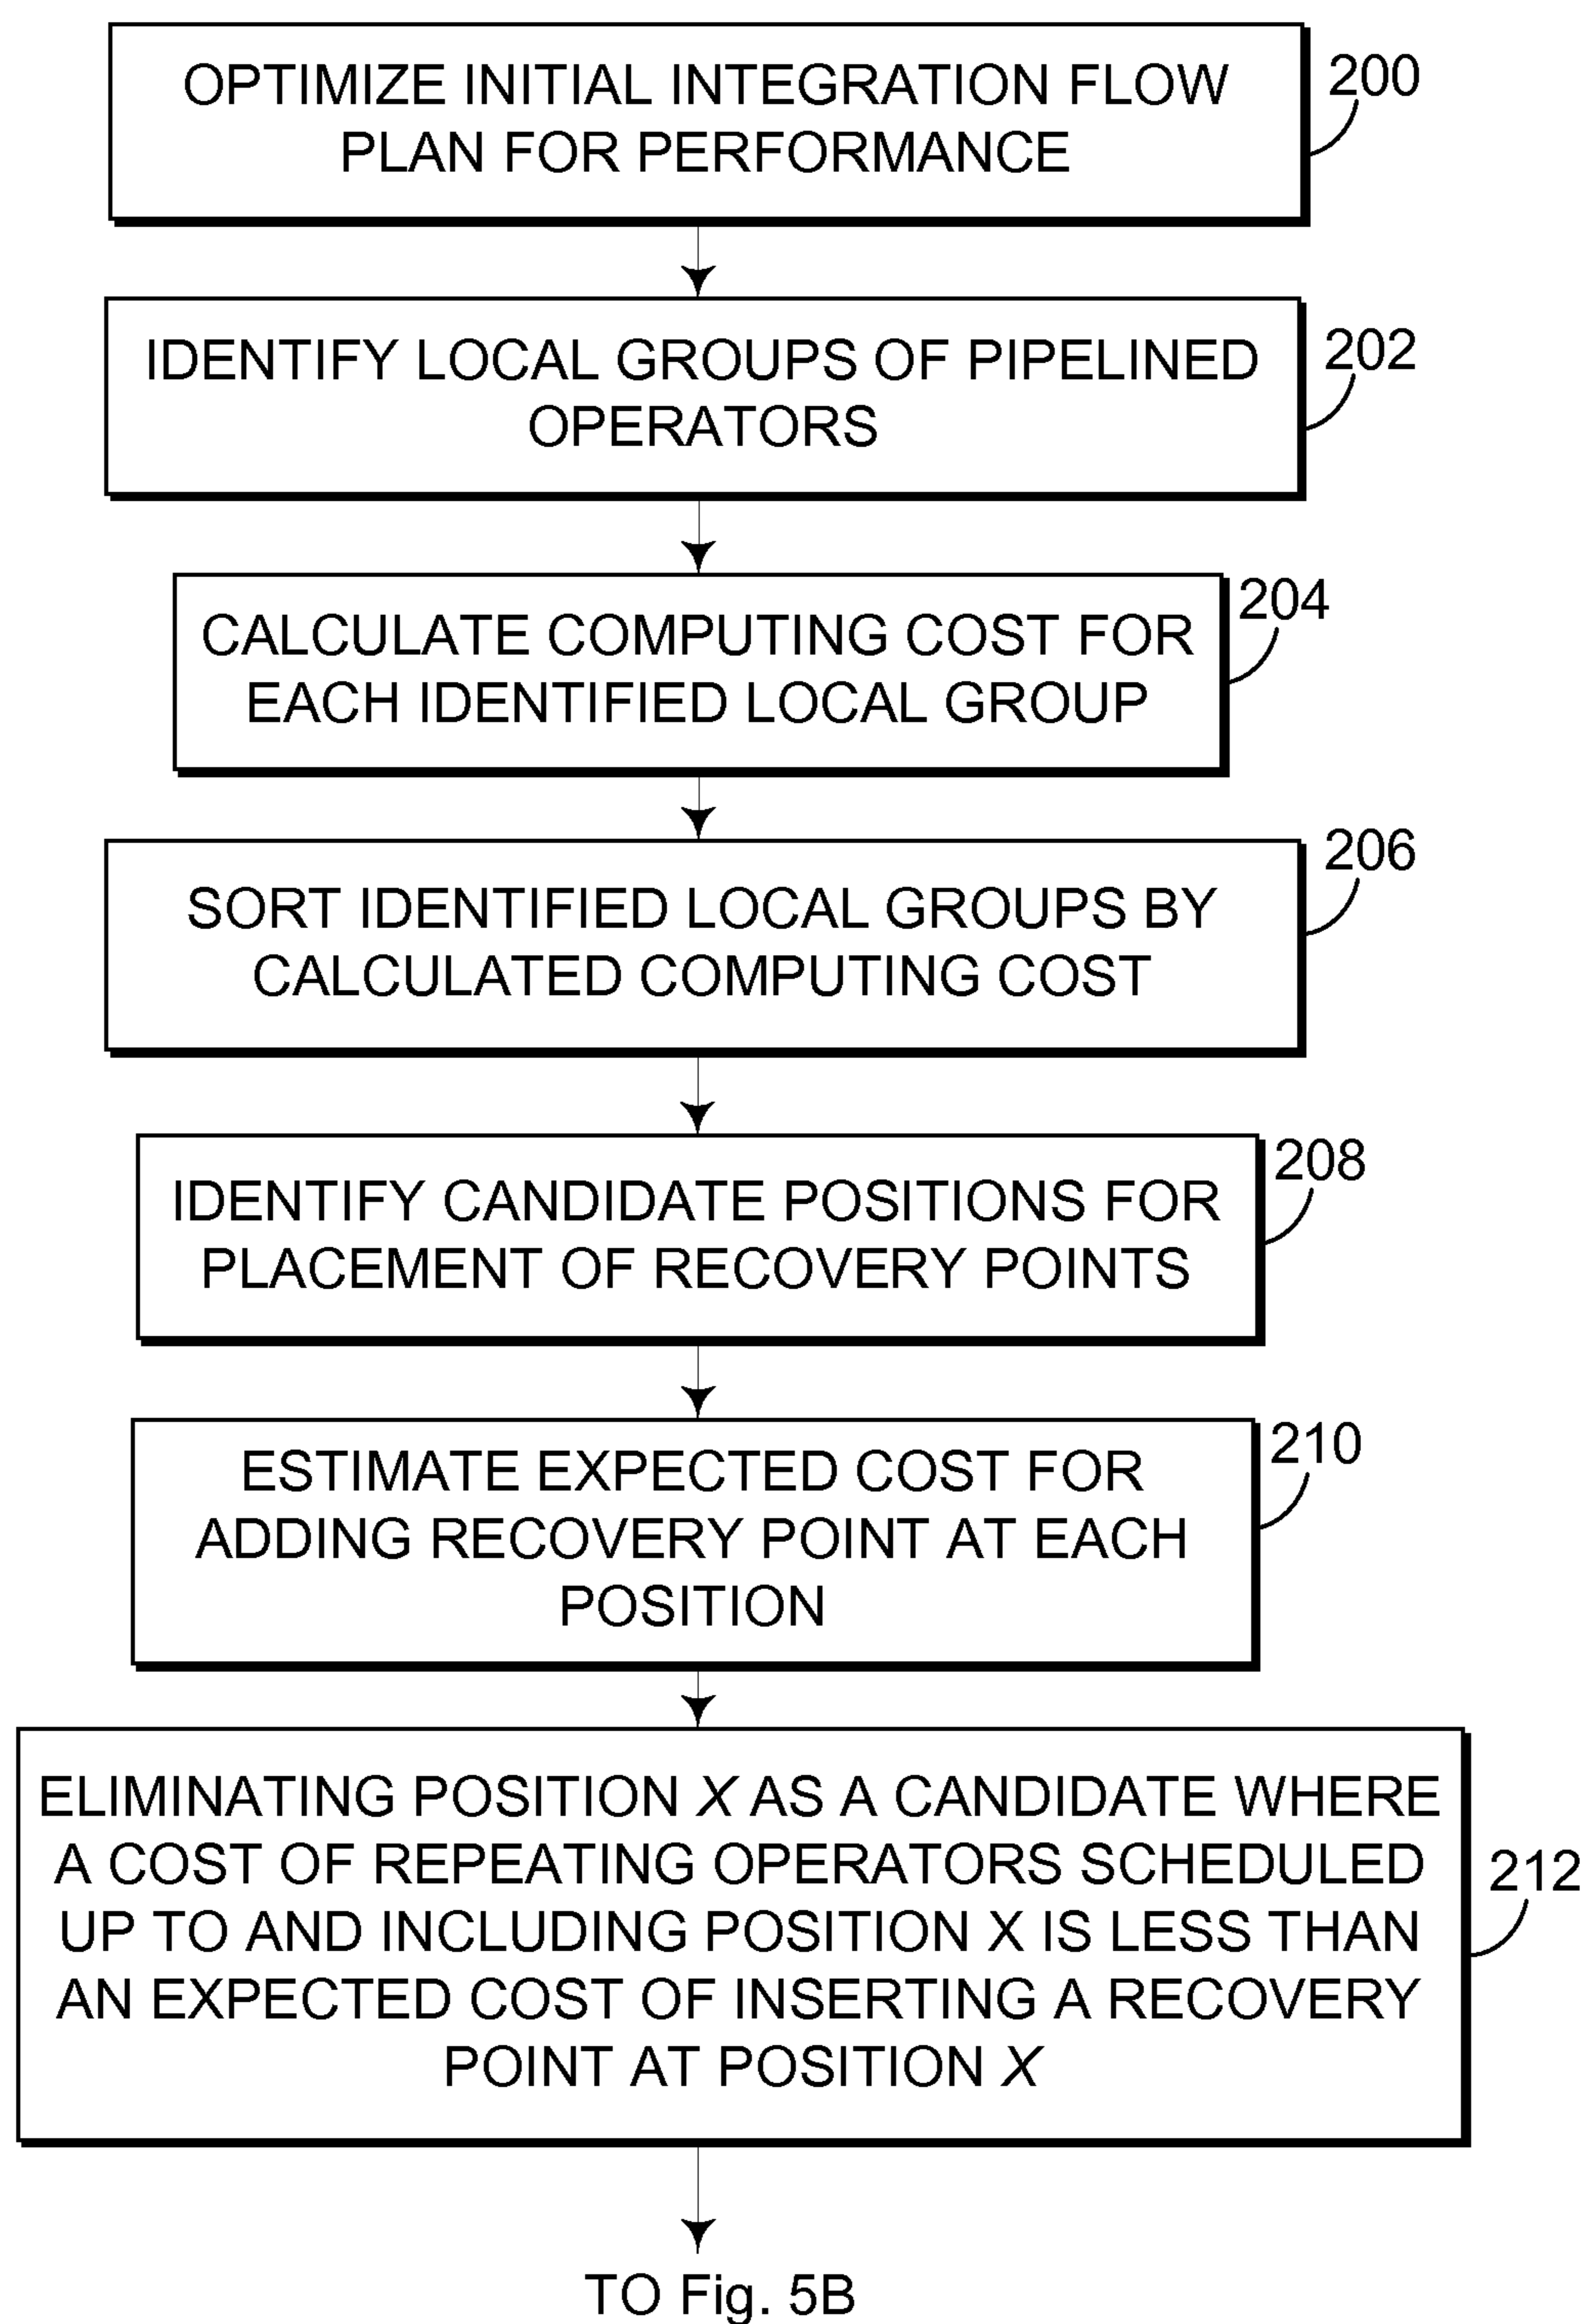 OPTIMIZE INITIAL INTEGRATION FLOW
PLAN FOR PERFORMANCE
200
IDENTIFY LOCAL GROUPS OF PIPELINED
OPERATORS
202
CALCULATE COMPUTING COST FOR
EACH IDENTIFIED LOCAL GROUP
204
SORT IDENTIFIED LOCAL GROUPS BY
CALCULATED COMPUTING COST
206
IDENTIFY CANDIDATE POSITIONS FOR
PLACEMENT OF RECOVERY POINTS
208
ESTIMATE EXPECTED COST FOR
ADDING RECOVERY POINT AT EACH
POSITION
210
ELIMINATING POSITION X AS A CANDIDATE WHERE
A COST OF REPEATING OPERATORS SCHEDULED
UP TO AND INCLUDING POSITION X IS LESS THAN
AN EXPECTED COST OF INSERTING A RECOVERY
POINT AT POSITION X
212
TO Fig. 5B